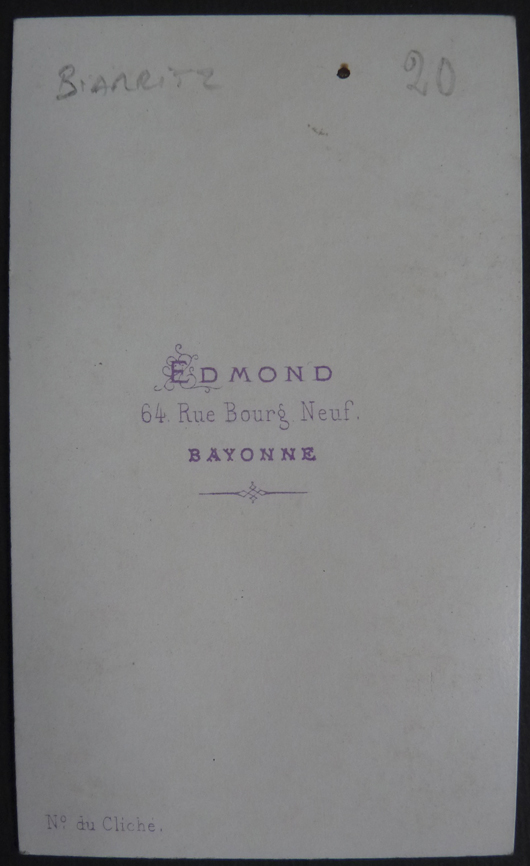 BIARRITZ 20
EDMOND
64. Rue Bourg Neuf.
BAYONNE
Nº du Cliché.